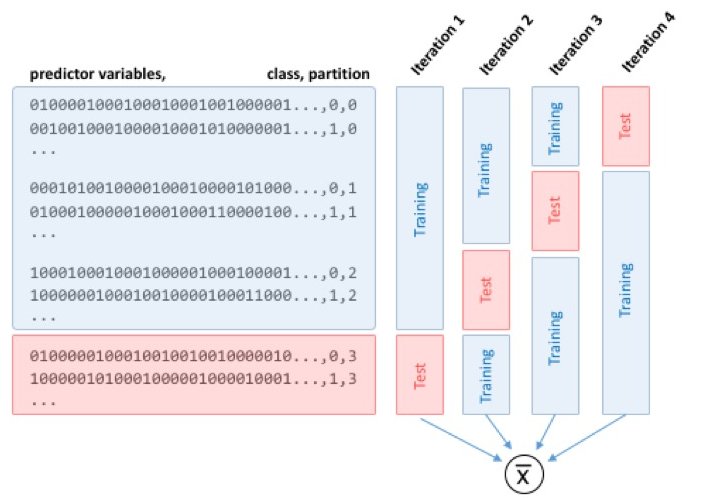 Iteration 1
Iteration 2
Iteration 3
Iteration 4
predictor variables, class, partition
0100001000100010001001000001...,0,0
0010010001000010001010000001...,1,0
...
0001010010000100010000101000...,0,1
0100010000010001000110000100...,1,1
...
1000100010001000001000100001...,0,2
1000000100010010000100011000...,1,2
...
0100000100010010010010000010...,0,3
1000001010001000001000010001...,1,3
...
Training
Test
Training
Test
Training
Training
Test
Training
Test
Training
x̅